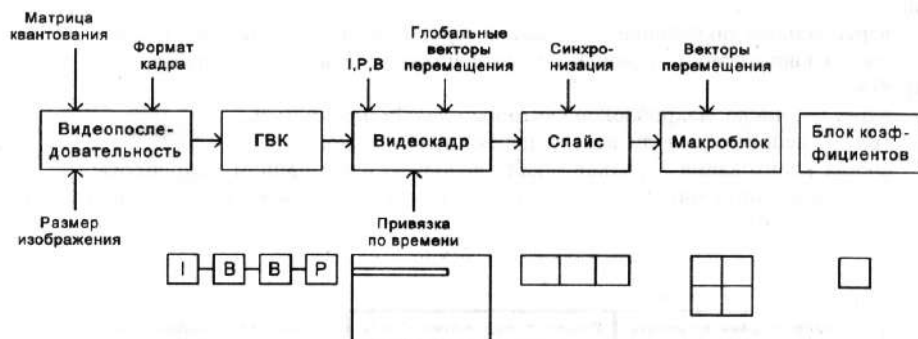 Матрица
квантования
Формат
кадра
I,P,B
Глобальные
векторы
перемещения
Синхро-
низация
Векторы
перемещения
Видеопосле-
довательность
ГВК
Видеокадр
Слайс
Макроблок
Блок коэф-
фициентов
Размер
изображения
Привязка
по времени
I B B P